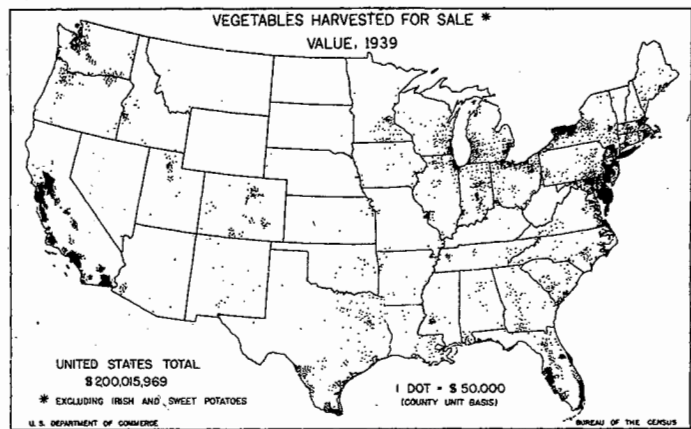 VEGETABLES HARVESTED FOR SALE *
VALUE, 1939
UNITED STATES TOTAL
$200,015,969
* EXCLUDING IRISH AND SWEET POTATOES
1 DOT = $50,000
(COUNTY UNIT BASIS)
U. S. DEPARTMENT OF COMMERCE
BUREAU OF THE CENSUS